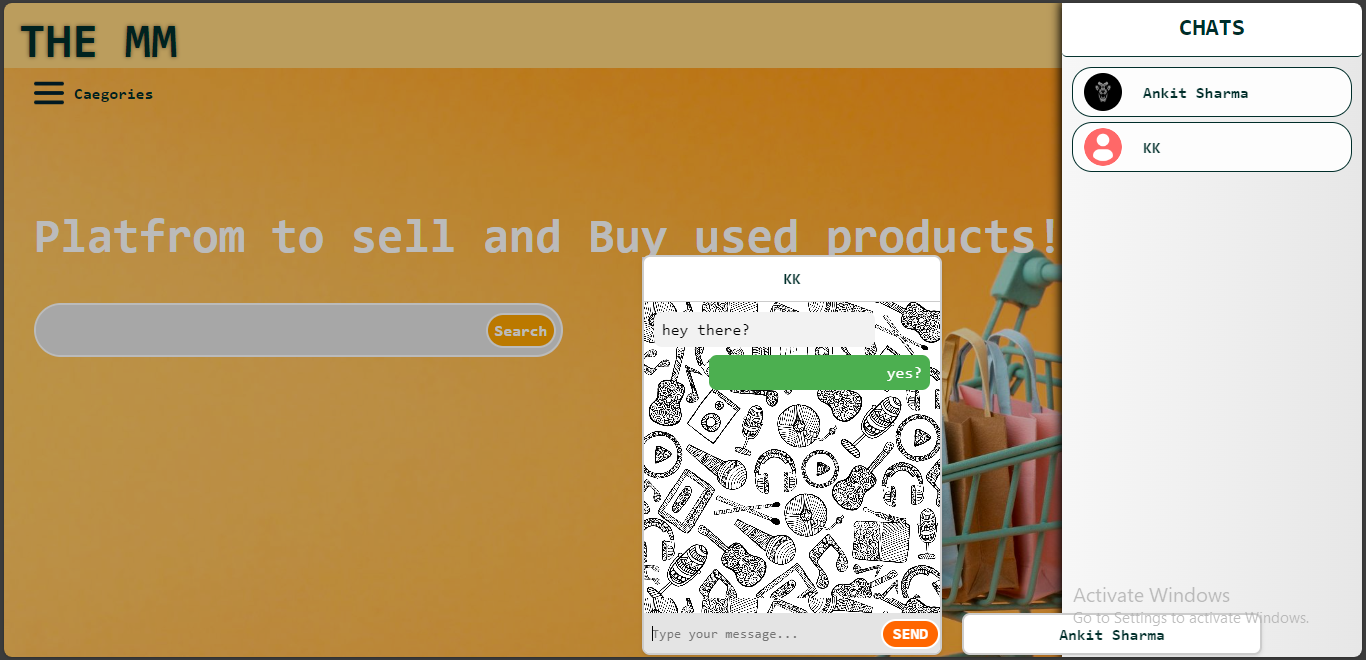 THE MM
CHATS
Caegories
Ankit Sharma
KK
Platfrom to sell and Buy used products!
Search
KK
hey there?
yes?
Type your message...
SEND
Activate Windows
Go to Settings to activate Windows.
Ankit Sharma